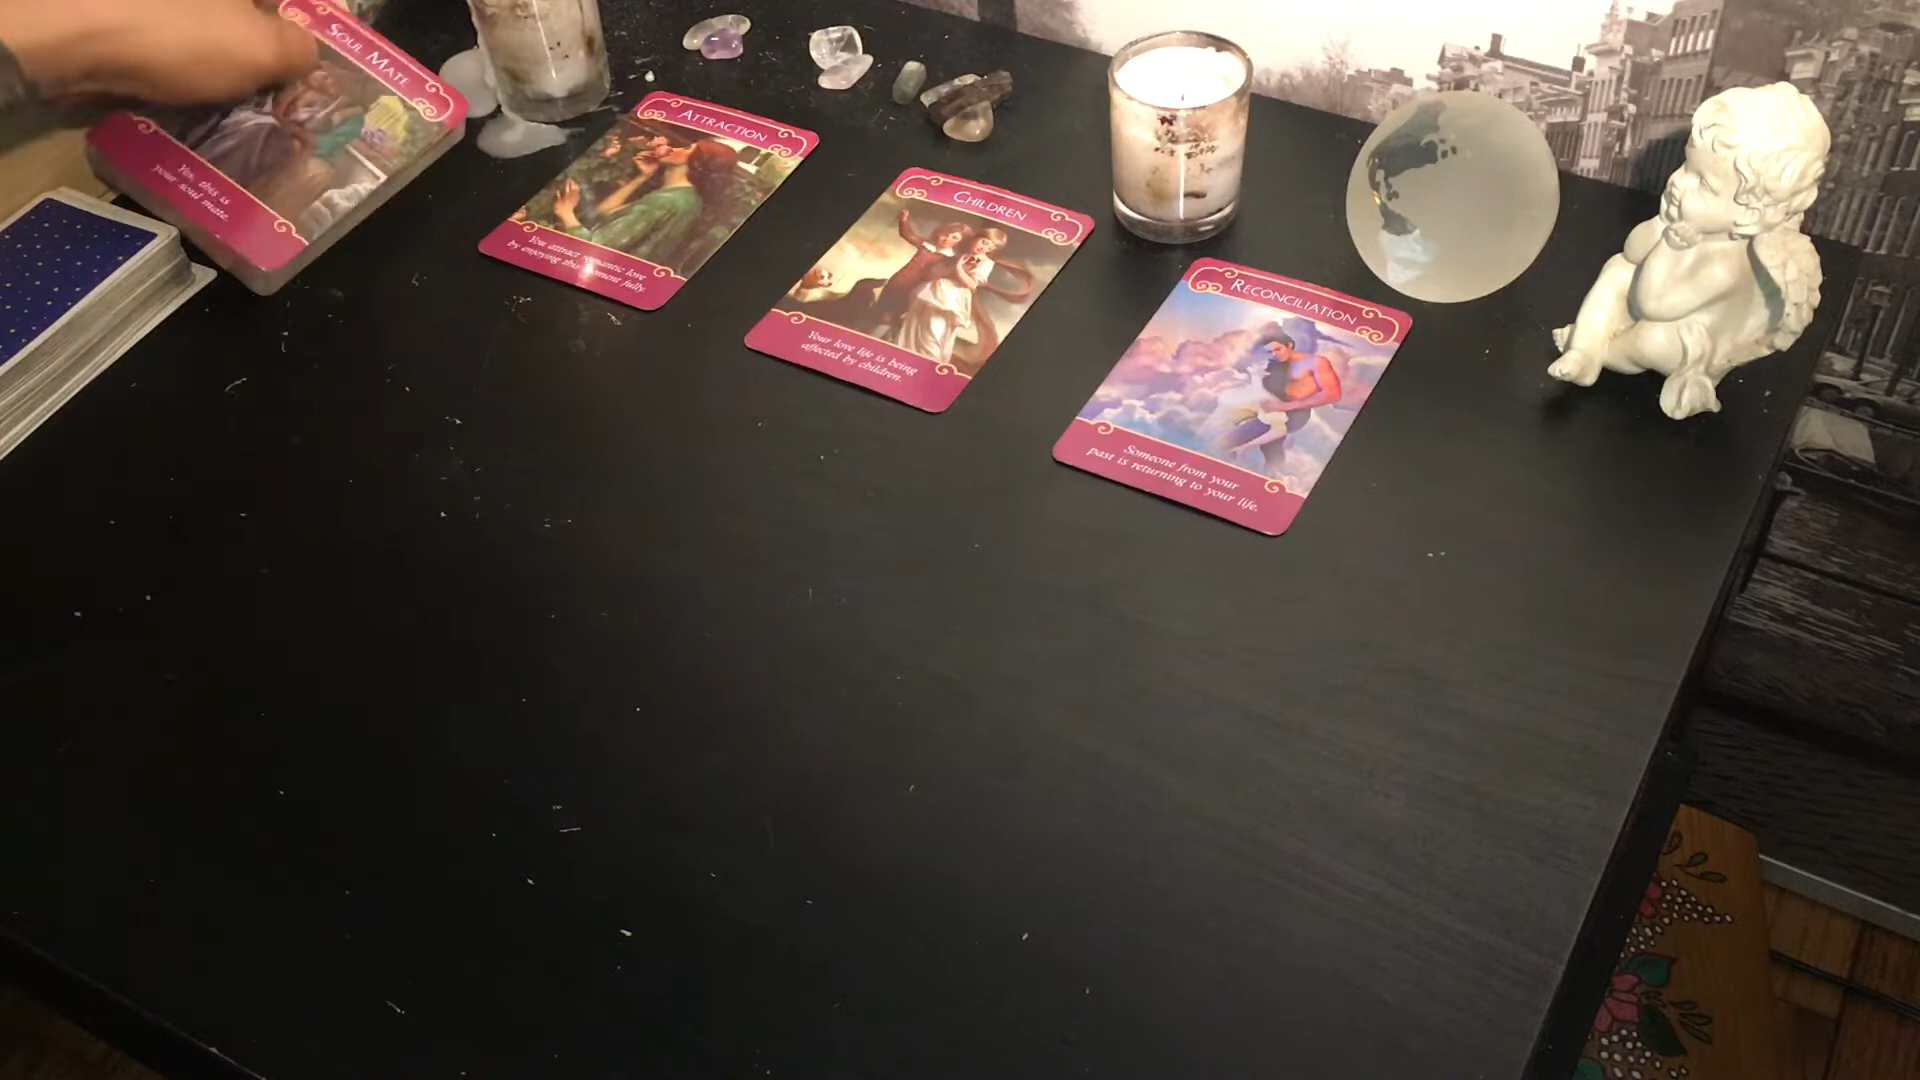 SOUL MATE
Yes, this is
your soul mate.
ATTRACTION
You attract romantic love
by enjoying this moment fully.
CHILDREN
Your love life is being
affected by children.
RECONCILIATION
Someone from your
past is returning to your life.